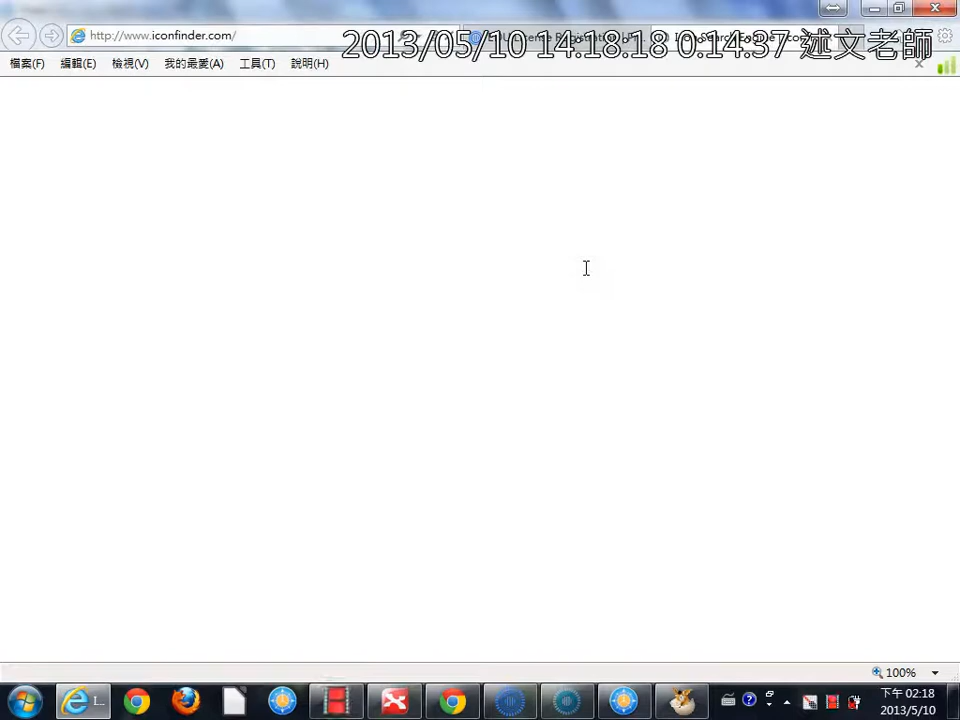 http://www.iconfinder.com/
2013/05/10 14:18:18 0:14:37 述文老師
檔案(F) 編輯(E) 檢視(V) 我的最愛(A) 工具(T) 說明(H)
100%
下午 02:18
2013/5/10